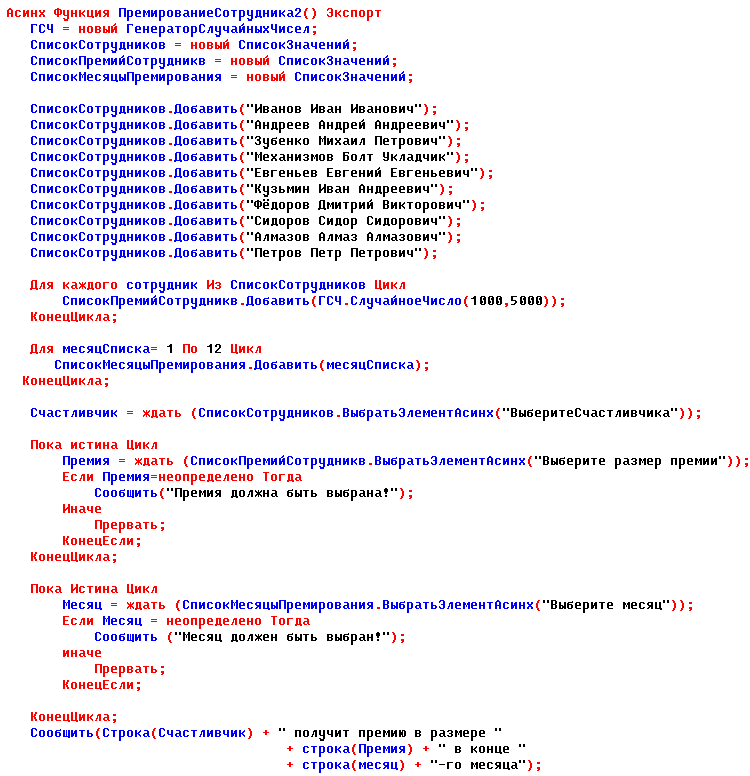 Асинх Функция ПремированиеСотрудника2() Экспорт
ГСЧ = новый ГенераторСлучайныхЧисел;
СписокСотрудников = новый СписокЗначений;
СписокПремийСотрудникв = новый СписокЗначений;
СписокМесяцыПремирования = новый СписокЗначений;
СписокСотрудников.Добавить("Иванов Иван Иванович");
СписокСотрудников.Добавить("Андреев Андрей Андреевич");
СписокСотрудников.Добавить("Зубенко Михаил Петрович");
СписокСотрудников.Добавить("Механизмов Болт Укладчик");
СписокСотрудников.Добавить("Евгеньев Евгений Евгеньевич");
СписокСотрудников.Добавить("Кузьмин Иван Андреевич");
СписокСотрудников.Добавить("Фёдоров Дмитрий Викторович");
СписокСотрудников.Добавить("Сидоров Сидор Сидорович");
СписокСотрудников.Добавить("Алмазов Алмаз Алмазович");
СписокСотрудников.Добавить("Петров Петр Петрович");
Для каждого сотрудник Из СписокСотрудников Цикл
СписокПремийСотрудникв.Добавить(ГСЧ.СлучайноеЧисло(1000,5000));
КонецЦикла;
Для месяцСписка= 1 По 12 Цикл
СписокМесяцыПремирования.Добавить(месяцСписка);
КонецЦикла;
Счастливчик = ждать (СписокСотрудников.ВыбратьЭлементАсинх("ВыберитеСчастливчика"));
Пока истина Цикл
Премия = ждать (СписокПремийСотрудникв.ВыбратьЭлементАсинх("Выберите размер премии"));
Если Премия=неопределено Тогда
Сообщить("Премия должна быть выбрана!");
Иначе
Прервать;
КонецЕсли;
КонецЦикла;
Пока Истина Цикл
Месяц = ждать (СписокМесяцыПремирования.ВыбратьЭлементАсинх("Выберите месяц"));
Если Месяц = неопределено Тогда
Сообщить ("Месяц должен быть выбран!");
иначе
Прервать;
КонецЕсли;
КонецЦикла;
Сообщить(Строка(Счастливчик) + " получит премию в размере "
+ строка(Премия) + " в конце "
+ строка(месяц) + "-го месяца");